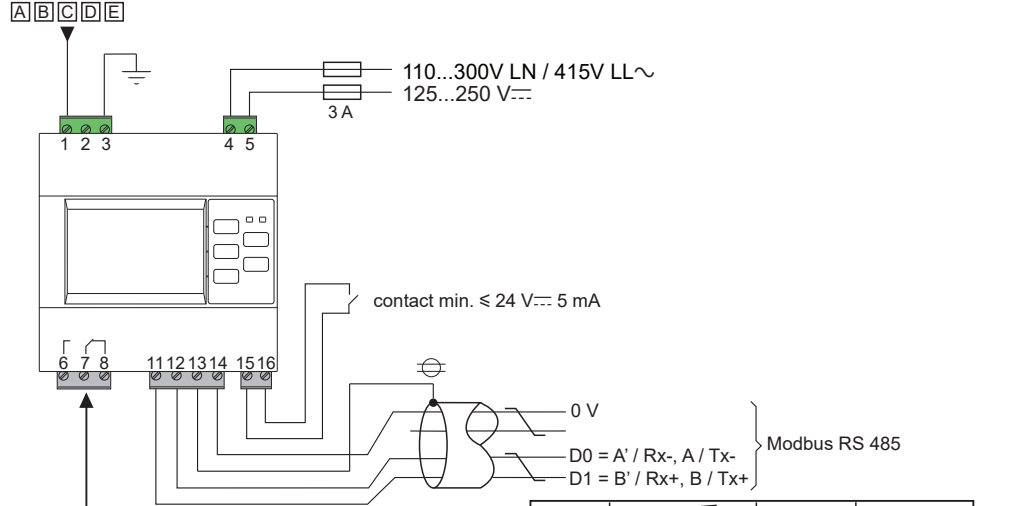 A B C D E
110...300V LN / 415V LL
125...250 V
3 A
1 2 3
4 5
contact min. ⩽ 24 V 5 mA
6 7 8
11 12 13 14
15 16
0 V
D0 = A' / Rx-, A / Tx-
D1 = B' / Rx+, B / Tx+
Modbus RS 485